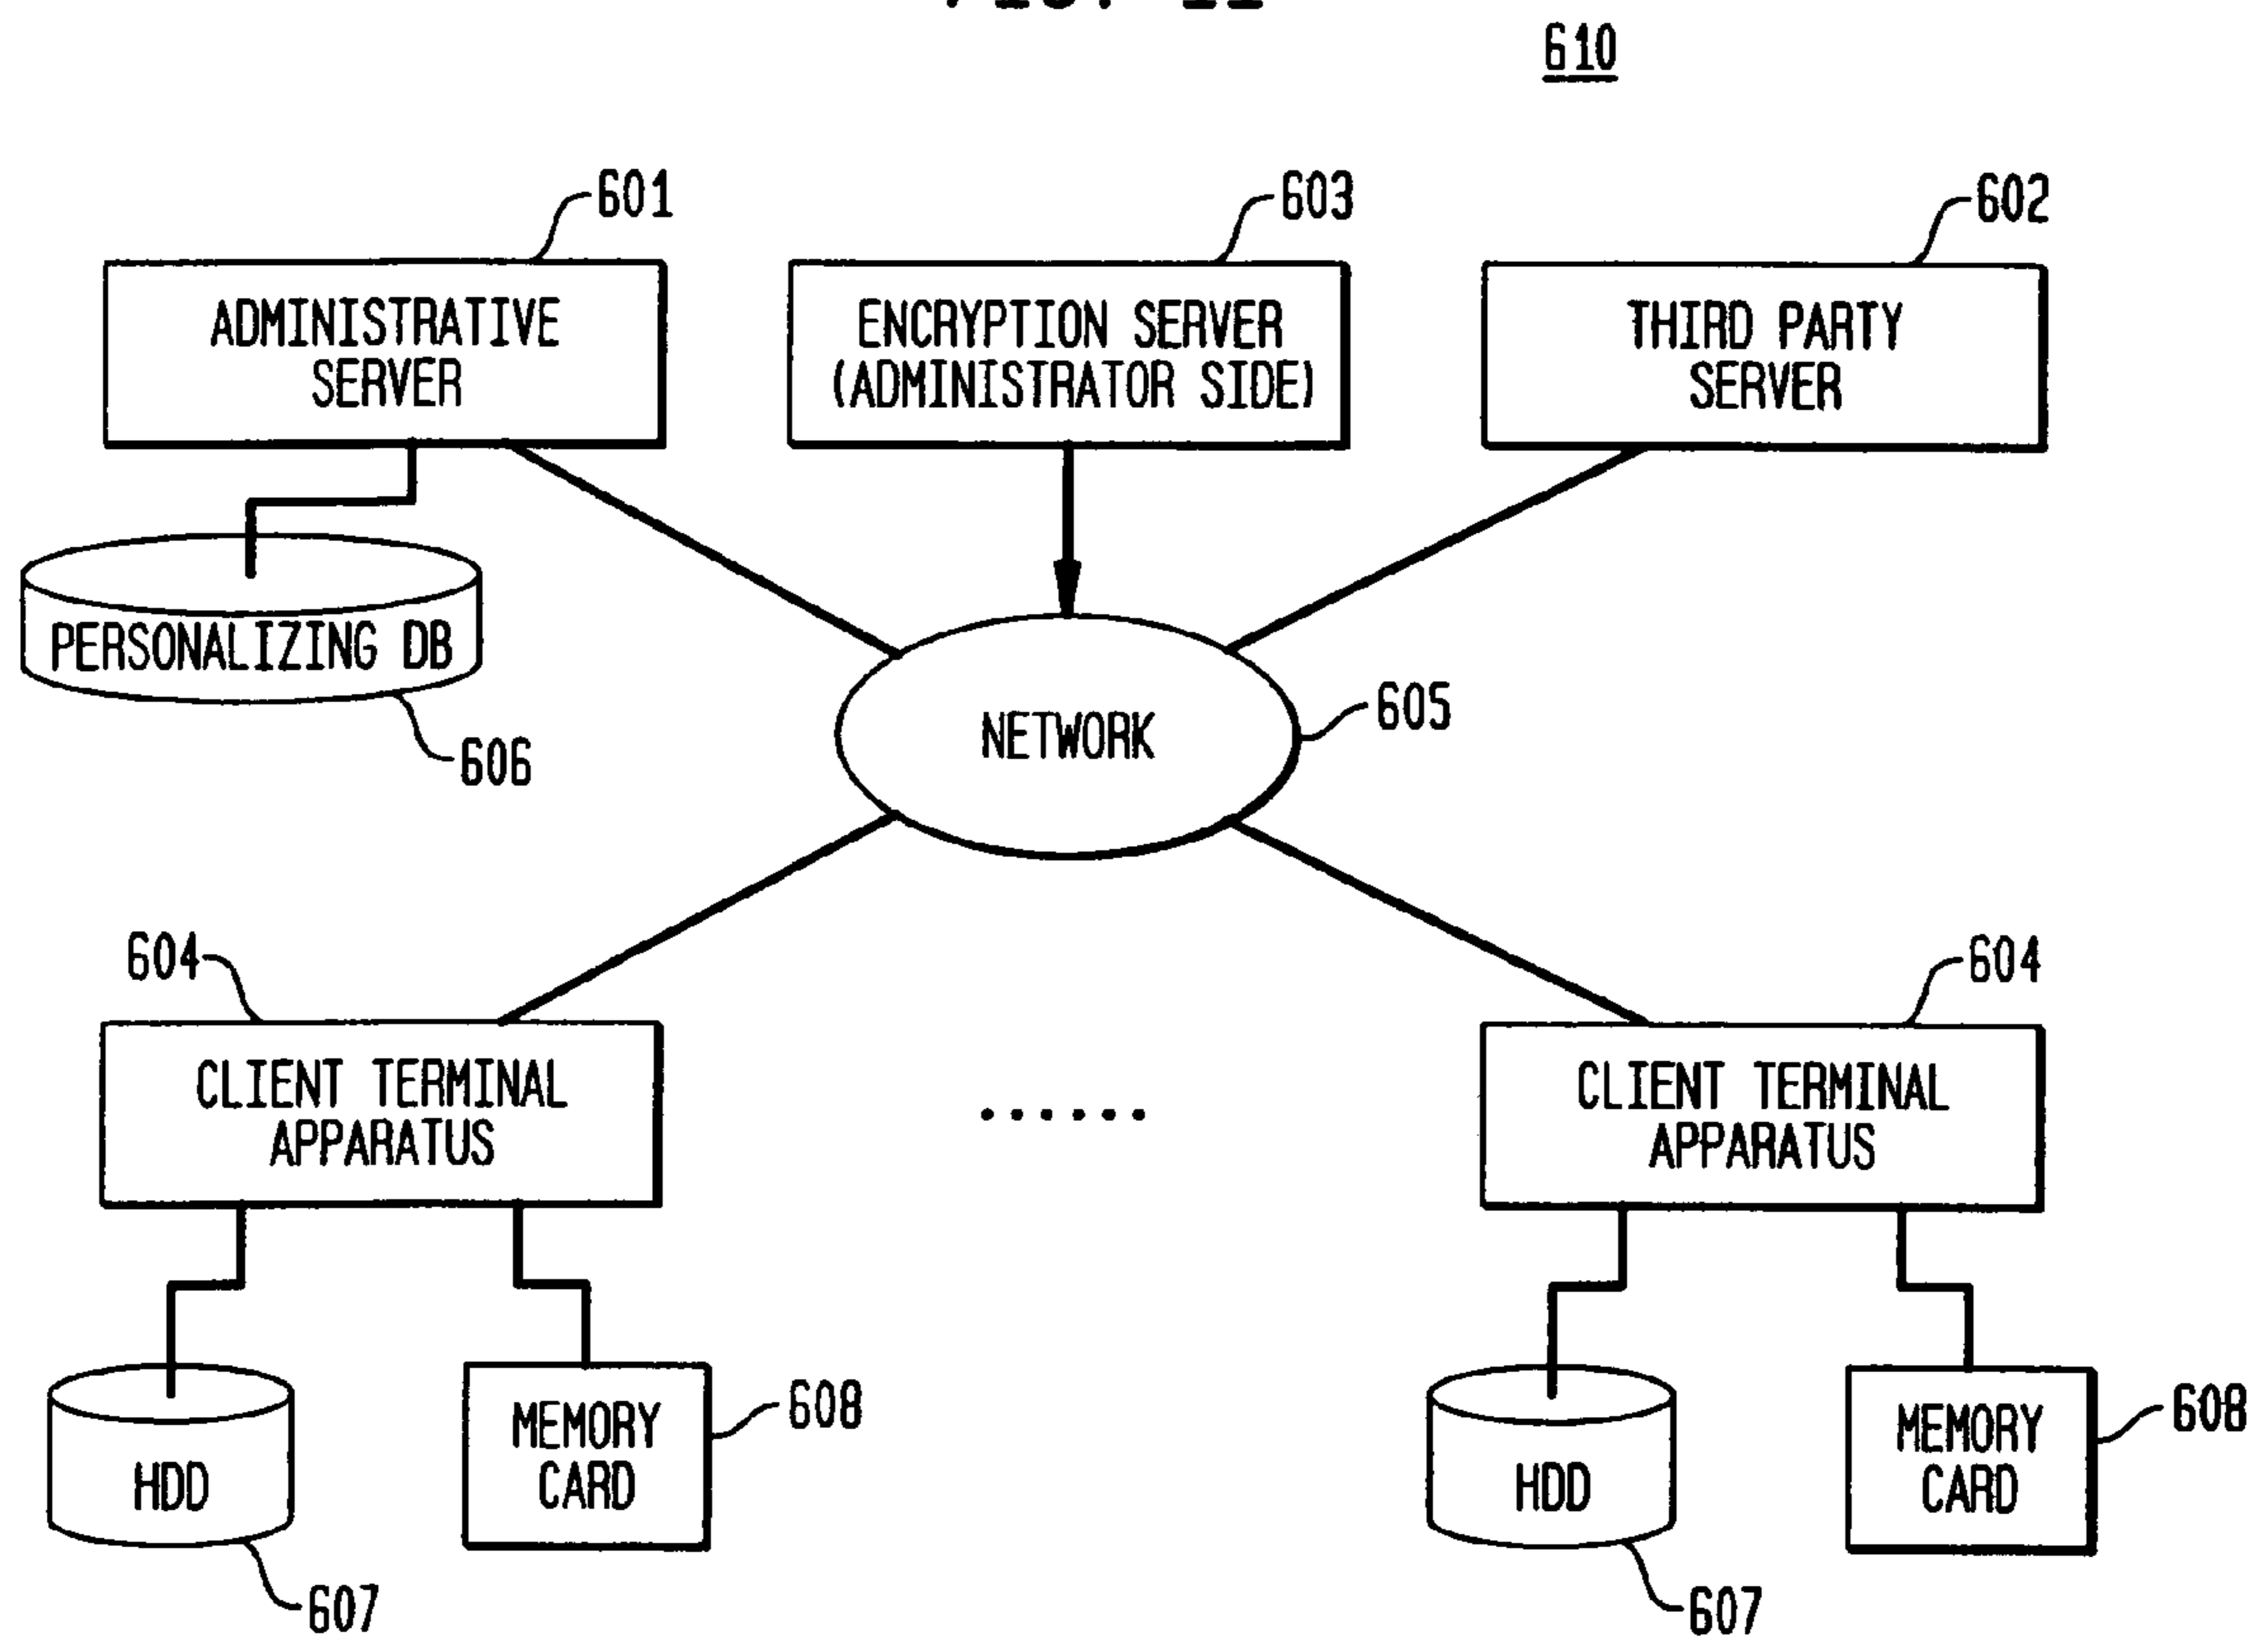 610
601
603
602
ADMINISTRATIVE
SERVER
ENCRYPTION SERVER
(ADMINISTRATOR SIDE)
THIRD PARTY
SERVER
PERSONALIZING DB
606
NETWORK
605
604
604
CLIENT TERMINAL
APPARATUS
......
CLIENT TERMINAL
APPARATUS
HDD
MEMORY
CARD
608
HDD
MEMORY
CARD
608
607
607